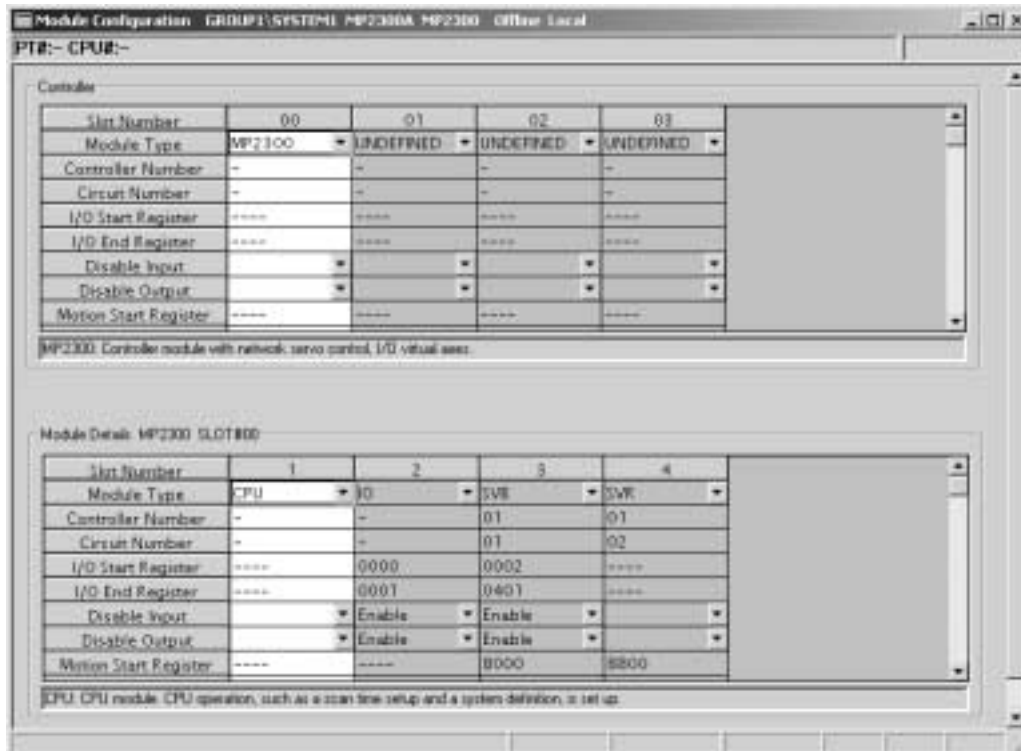 Module Configuration GROUP1\SYSTEM1 MP2300A MP2300 Offline Local
PT#:- CPU#:-
Controller
Slot Number 00 01 02 03
Module Type MP2300 UNDEFINED UNDEFINED UNDEFINED
Controller Number - - - -
Circuit Number - - - -
I/O Start Register ---- ---- ---- ----
I/O End Register ---- ---- ---- ----
Disable Input
Disable Output
Motion Start Register ---- ---- ---- ----
MP2300: Controller module with network servo control, I/O virtual axes.
Module Details MP2300 SLOT#00
Slot Number 1 2 3 4
Module Type CPU IO SVB SVR
Controller Number - - 01 01
Circuit Number - - 01 02
I/O Start Register ---- 0000 0002 ----
I/O End Register ---- 0001 0401 ----
Disable Input Enable Enable
Disable Output Enable Enable
Motion Start Register ---- ---- 8000 8800
CPU: CPU module. CPU operation, such as a scan time setup and a system definition, is set up.